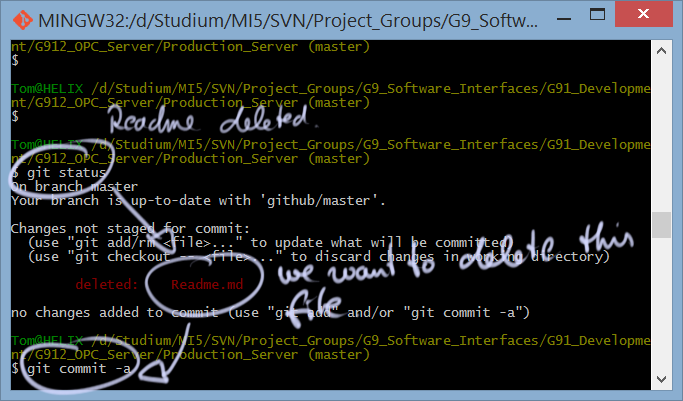 MINGW32:/d/Studium/MI5/SVN/Project_Groups/G9_Softw...
nt/G912_OPC_Server/Production_Server (master)
$
Tom@HELIX /d/Studium/MI5/SVN/Project_Groups/G9_Software_Interfaces/G91_Developme
nt/G912_OPC_Server/Production_Server (master)
$
Readme deleted.
Tom@HELIX /d/Studium/MI5/SVN/Project_Groups/G9_Software_Interfaces/G91_Developme
nt/G912_OPC_Server/Production_Server (master)
$ git status
On branch master
Your branch is up-to-date with 'github/master'.
Changes not staged for commit:
(use "git add/rm <file>..." to update what will be committed)
(use "git checkout -- <file>..." to discard changes in working directory)
deleted: Readme.md
we want to delete this
file
no changes added to commit (use "git add" and/or "git commit -a")
Tom@HELIX /d/Studium/MI5/SVN/Project_Groups/G9_Software_Interfaces/G91_Developme
nt/G912_OPC_Server/Production_Server (master)
$ git commit -a